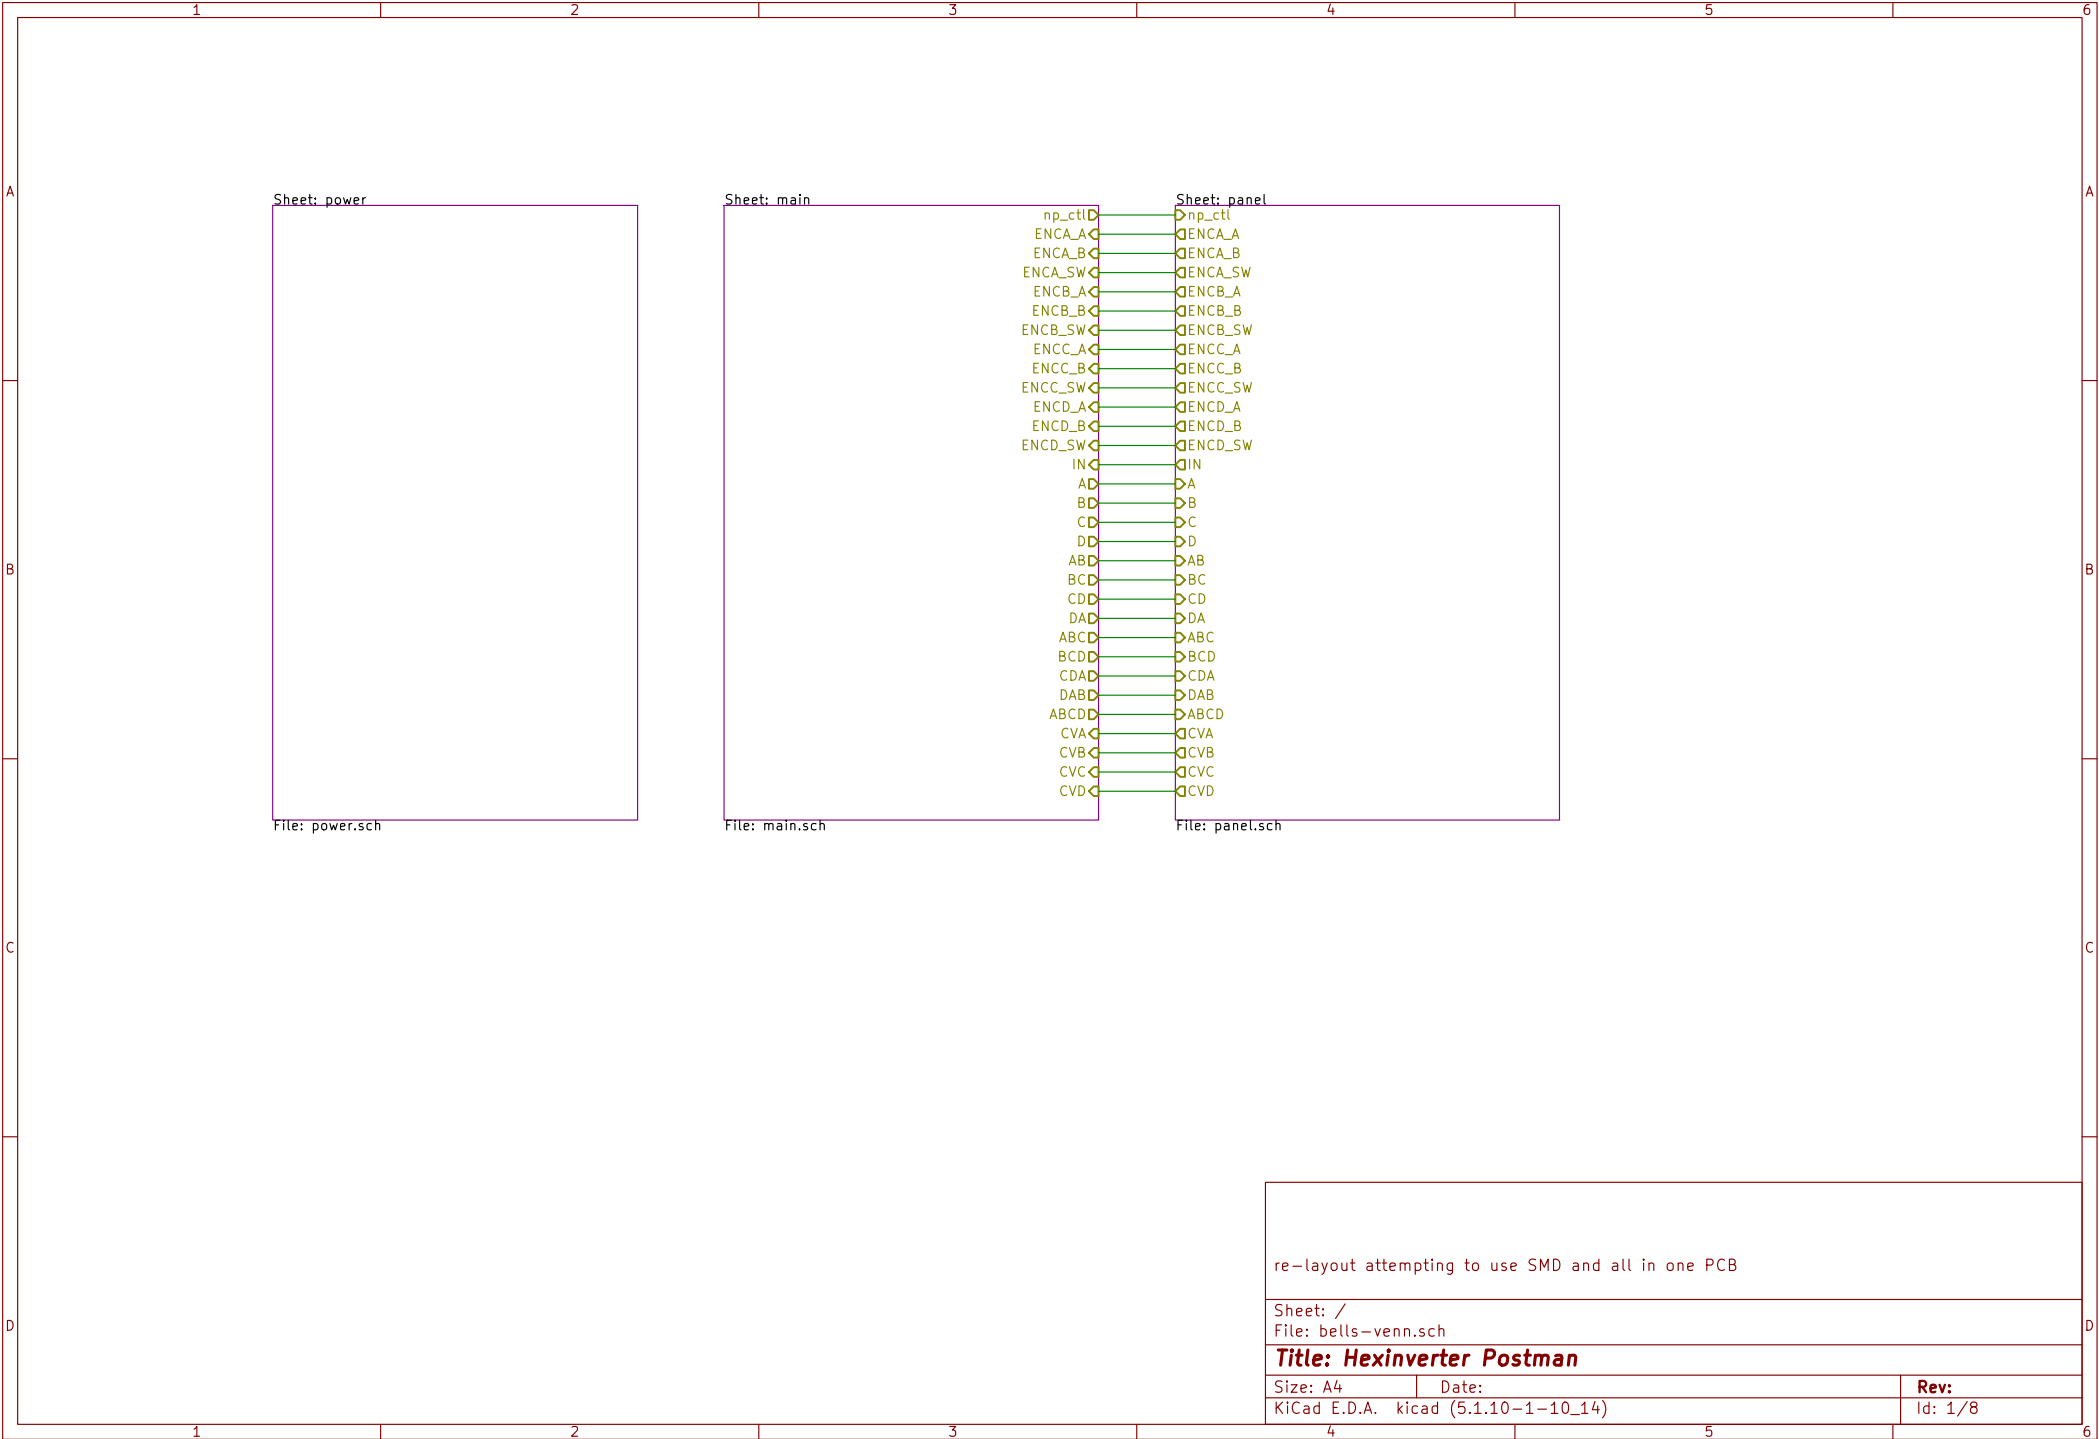 1 2 3 4 5 6
A A
Sheet: power
Sheet: main
Sheet: panel
np_ctl np_ctl
ENCA_A ENCA_A
ENCA_B ENCA_B
ENCA_SW ENCA_SW
ENCB_A ENCB_A
ENCB_B ENCB_B
ENCB_SW ENCB_SW
ENCC_A ENCC_A
ENCC_B ENCC_B
ENCC_SW ENCC_SW
ENCD_A ENCD_A
ENCD_B ENCD_B
ENCD_SW ENCD_SW
IN IN
A A
B B
C C
D D
AB AB
B B
BC BC
CD CD
DA DA
ABC ABC
BCD BCD
CDA CDA
DAB DAB
ABCD ABCD
CVA CVA
CVB CVB
CVC CVC
CVD CVD
File: power.sch
File: main.sch
File: panel.sch
C C
re-layout attempting to use SMD and all in one PCB
Sheet: /
File: bells-venn.sch
D D
Title: Hexinverter Postman
Size: A4 Date: Rev:
KiCad E.D.A. kicad (5.1.10-1-10_14) Id: 1/8
1 2 3 4 5 6